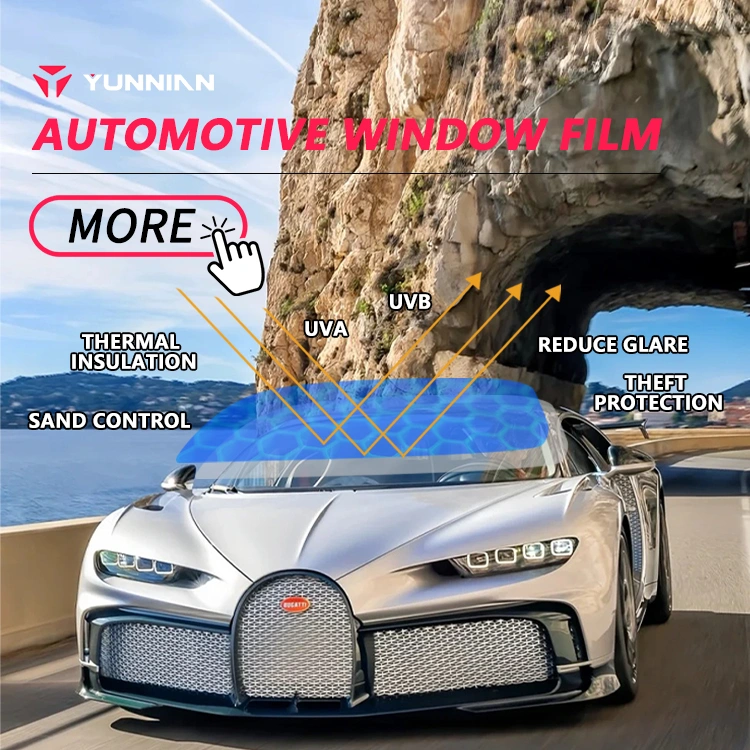 YUNNIAN
AUTOMOTIVE WINDOW FILM
MORE
UVB
UVA
THERMAL
INSULATION
REDUCE GLARE
THEFT
PROTECTION
SAND CONTROL
BUGATTI